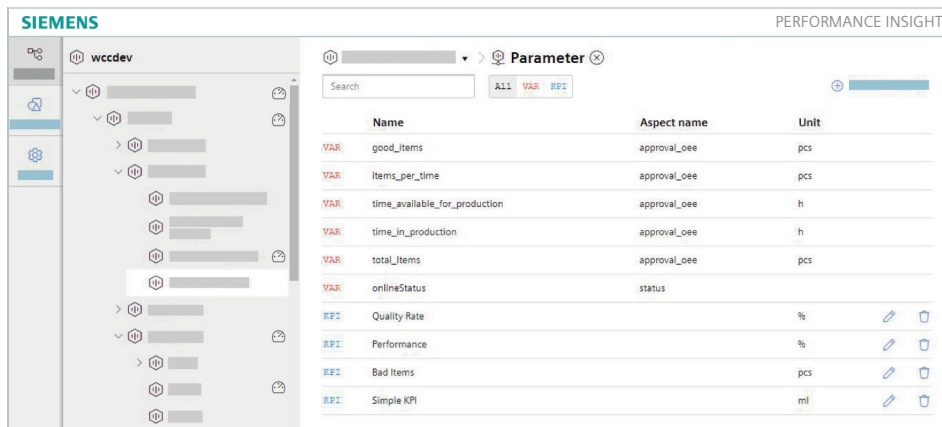 SIEMENS
PERFORMANCE INSIGHT
wccdev
Parameter
Search
All VAR KPI
Name Aspect name Unit
VAR good_items approval_oee pcs
VAR items_per_time approval_oee pcs
VAR time_available_for_production approval_oee h
VAR time_in_production approval_oee h
VAR total_Items approval_oee pcs
VAR onlineStatus status
KPI Quality Rate %
KPI Performance %
KPI Bad Items pcs
KPI Simple KPI ml